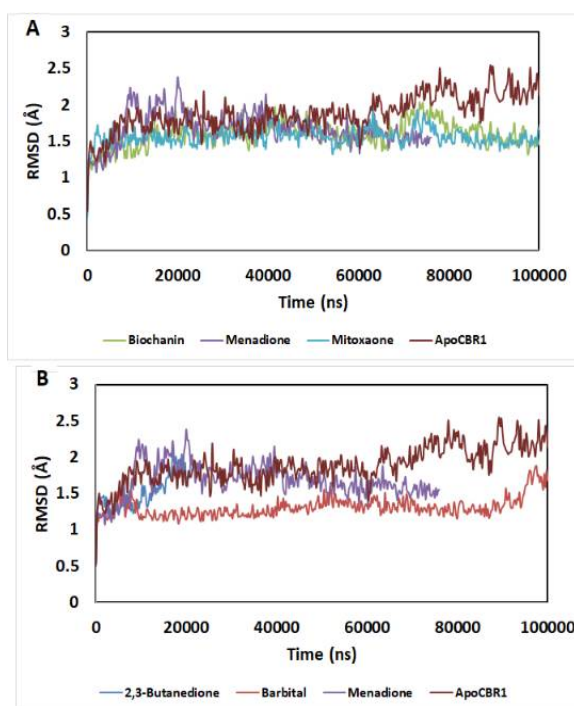 A
3
2.5
2
1.5
1
0.5
0
RMSD (Å)
0 20000 40000 60000 80000 100000
Time (ns)
Biochanin Menadione Mitoxaone ApoCBR1
B
3
2.5
2
1.5
1
0.5
0
RMSD (Å)
0 20000 40000 60000 80000 100000
Time (ns)
2,3-Butanedione Barbital Menadione ApoCBR1